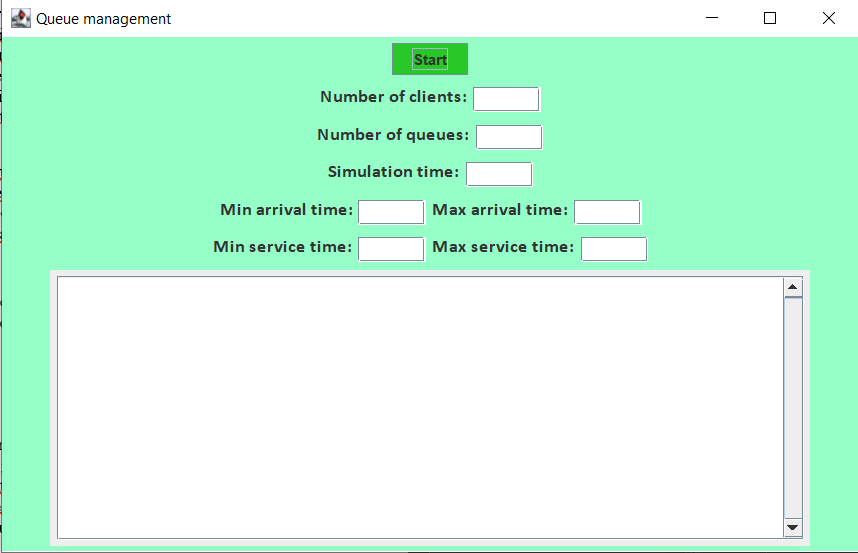 Queue management
Start
Number of clients:
Number of queues:
Simulation time:
Min arrival time: Max arrival time:
Min service time: Max service time: